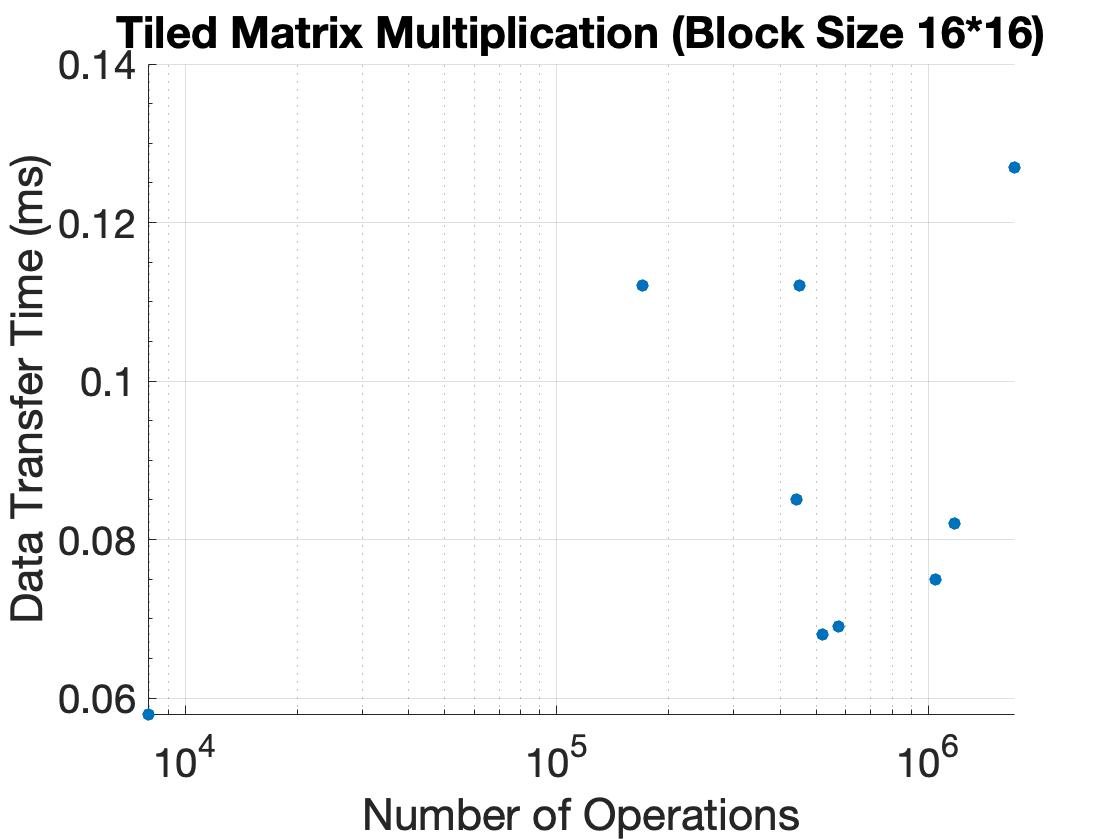 Tiled Matrix Multiplication (Block Size 16*16)
Data Transfer Time (ms)
0.14
0.12
0.1
0.08
0.06
10^4 10^5 10^6
Number of Operations